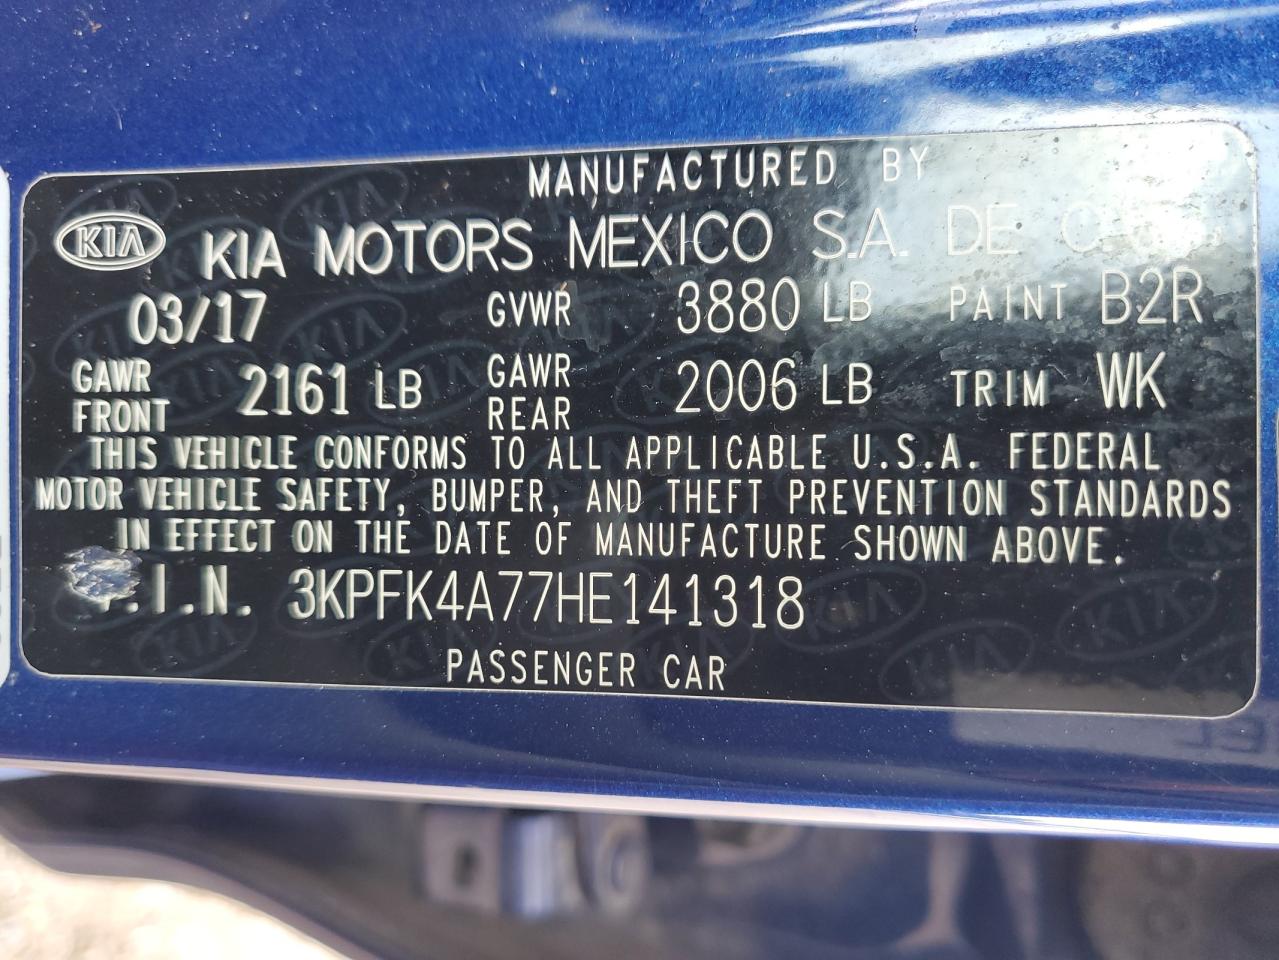 MANUFACTURED BY
KIA KIA MOTORS MEXICO S.A. DE C.V.
03/17 GVWR 3880 LB PAINT B2R
GAWR FRONT 2161 LB GAWR REAR 2006 LB TRIM WK
THIS VEHICLE CONFORMS TO ALL APPLICABLE U.S.A. FEDERAL
MOTOR VEHICLE SAFETY, BUMPER, AND THEFT PREVENTION STANDARDS
IN EFFECT ON THE DATE OF MANUFACTURE SHOWN ABOVE.
.I.N. 3KPFK4A77HE141318
PASSENGER CAR